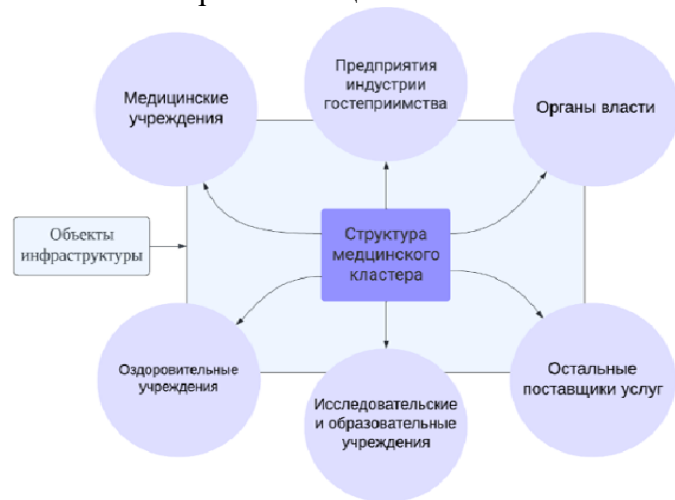 Предприятия
индустрии
гостеприимства
Медицинские
учреждения
Органы власти
Объекты
инфраструктуры
Структура
медцинского
кластера
Оздоровительные
учреждения
Исследовательские
и образовательные
учреждения
Остальные
поставщики услуг